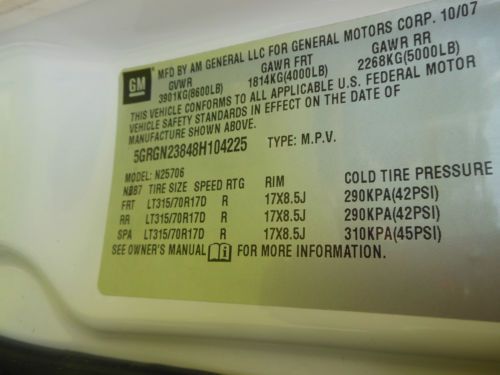 GM
MFD BY AM GENERAL LLC FOR GENERAL MOTORS CORP. 10/07
GVWR GAWR FRT GAWR RR
3901KG(8600LB) 1814KG(4000LB) 2268KG(5000LB)
THIS VEHICLE CONFORMS TO ALL APPLICABLE U.S. FEDERAL MOTOR
VEHICLE SAFETY STANDARDS IN EFFECT ON THE DATE OF
MANUFACTURE SHOWN ABOVE.
5GRGN23848H104225 TYPE: M.P.V.
MODEL: N25706
N287 TIRE SIZE SPEED RTG RIM COLD TIRE PRESSURE
FRT LT315/70R17D R 17X8.5J 290KPA(42PSI)
RR LT315/70R17D R 17X8.5J 290KPA(42PSI)
SPA LT315/70R17D R 17X8.5J 310KPA(45PSI)
SEE OWNER'S MANUAL FOR MORE INFORMATION.